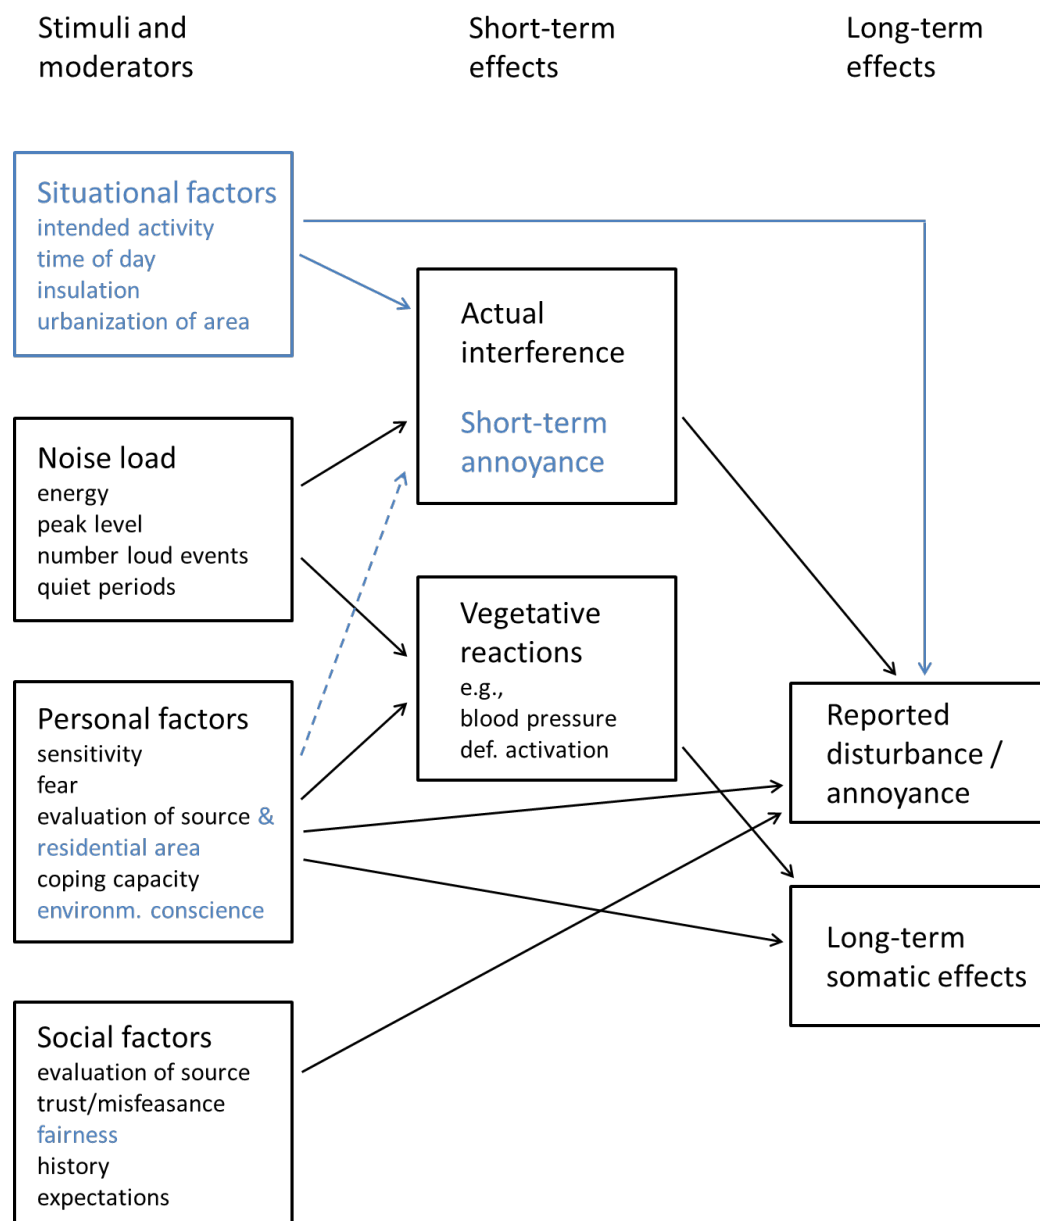 Stimuli and
moderators
Short-term
effects
Long-term
effects
Situational factors
intended activity
time of day
insulation
urbanization of area
Noise load
energy
peak level
number loud events
quiet periods
Personal factors
sensitivity
fear
evaluation of source &
residential area
coping capacity
environm. conscience
Social factors
evaluation of source
trust/misfeasance
fairness
history
expectations
Actual
interference
Short-term
annoyance
Vegetative
reactions
e.g.,
blood pressure
def. activation
Reported
disturbance /
annoyance
Long-term
somatic effects